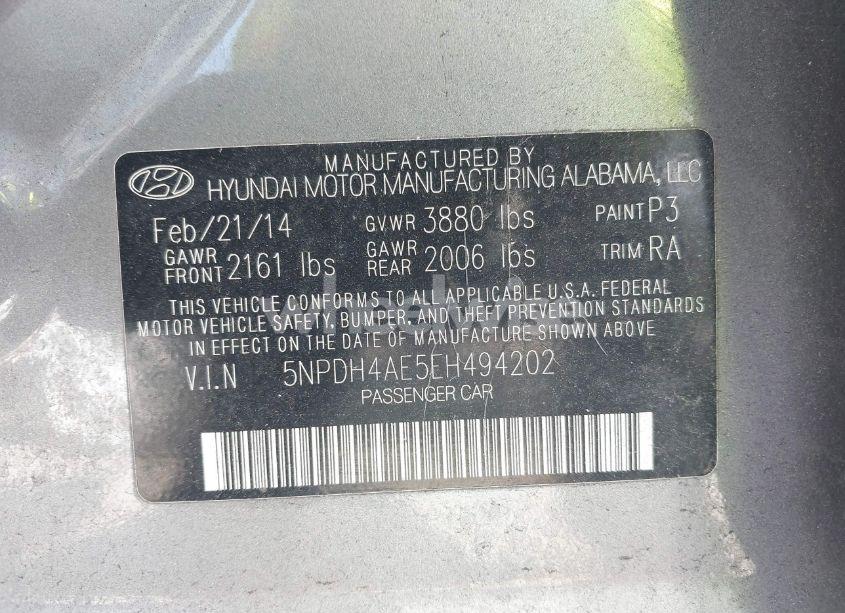 MANUFACTURED BY
HYUNDAI MOTOR MANUFACTURING ALABAMA, LLC
Feb/21/14 GVWR 3880 lbs PAINT P3
GAWR FRONT 2161 lbs GAWR REAR 2006 lbs TRIM RA
THIS VEHICLE CONFORMS TO ALL APPLICABLE U.S.A. FEDERAL
MOTOR VEHICLE SAFETY, BUMPER, AND THEFT PREVENTION STANDARDS
IN EFFECT ON THE DATE OF MANUFACTURE SHOWN ABOVE
V.I.N 5NPDH4AE5EH494202
PASSENGER CAR